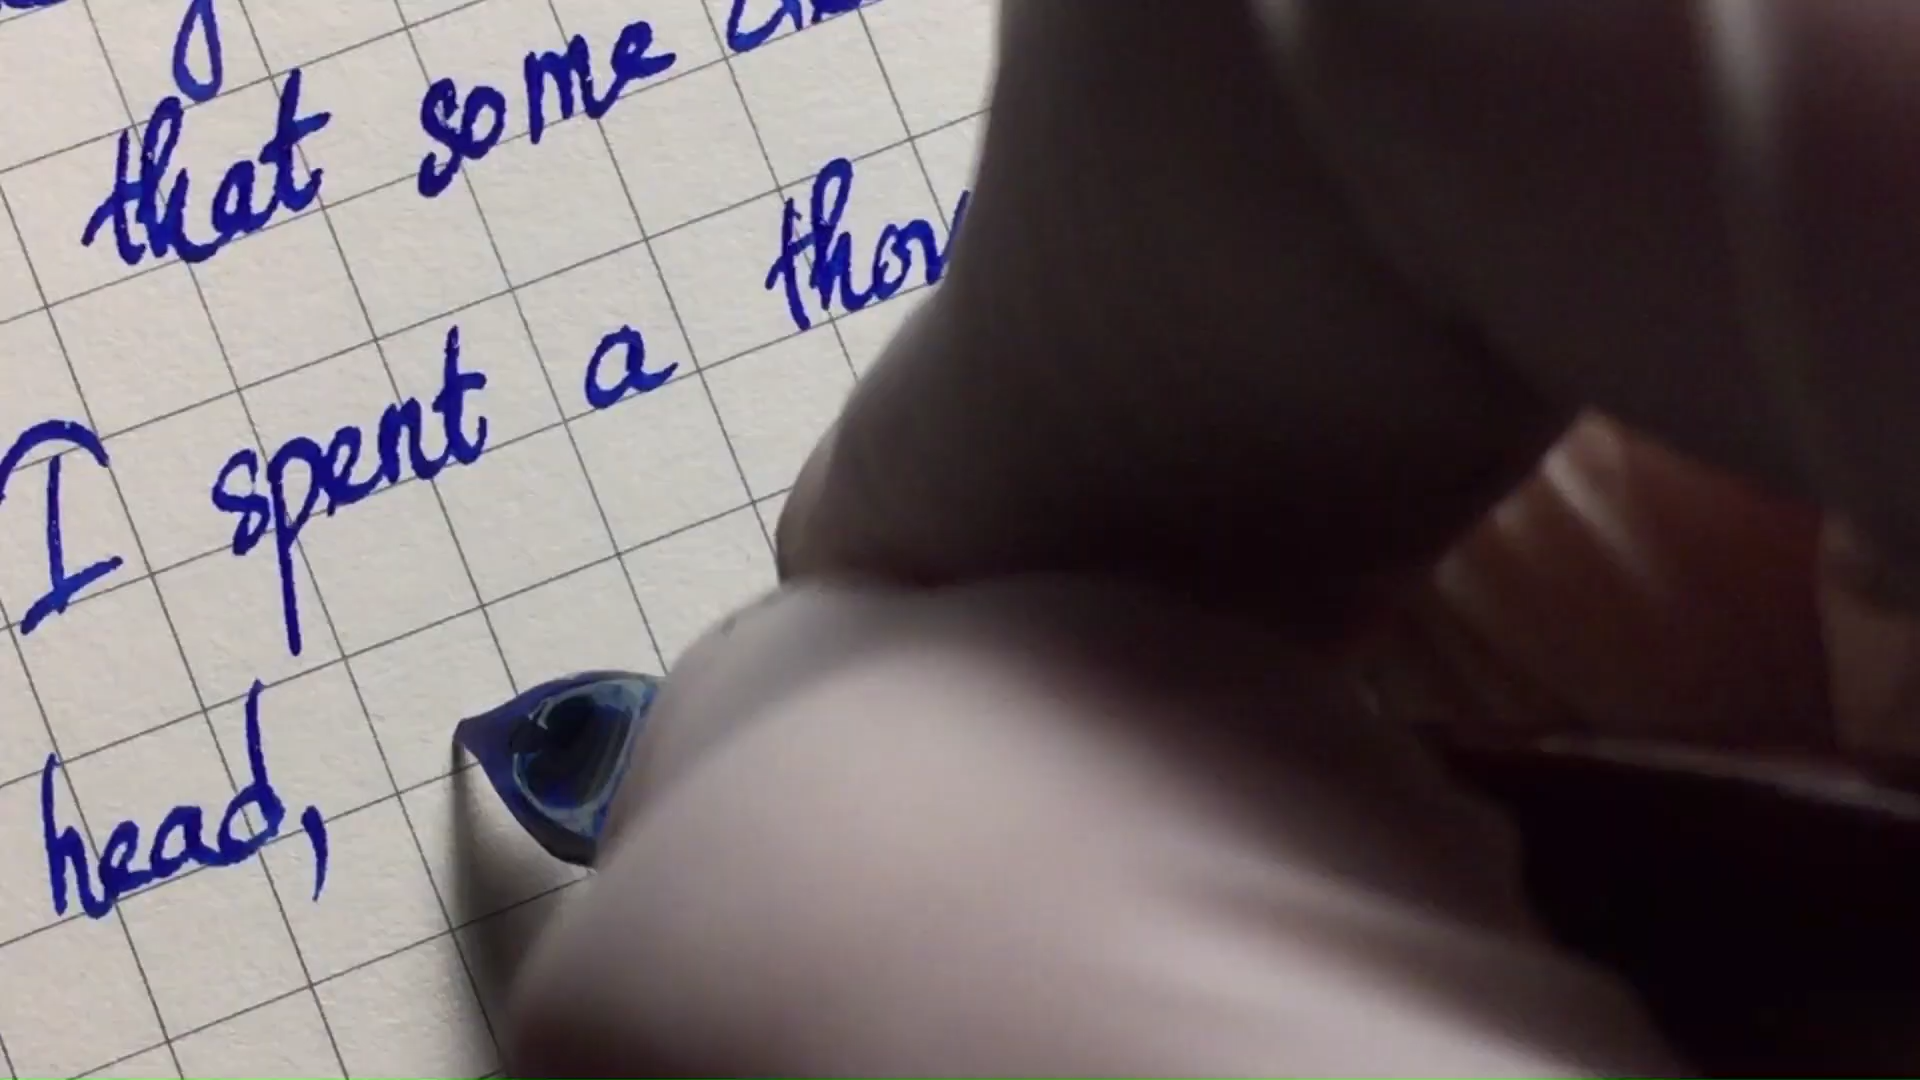 that some
I spent a
head,